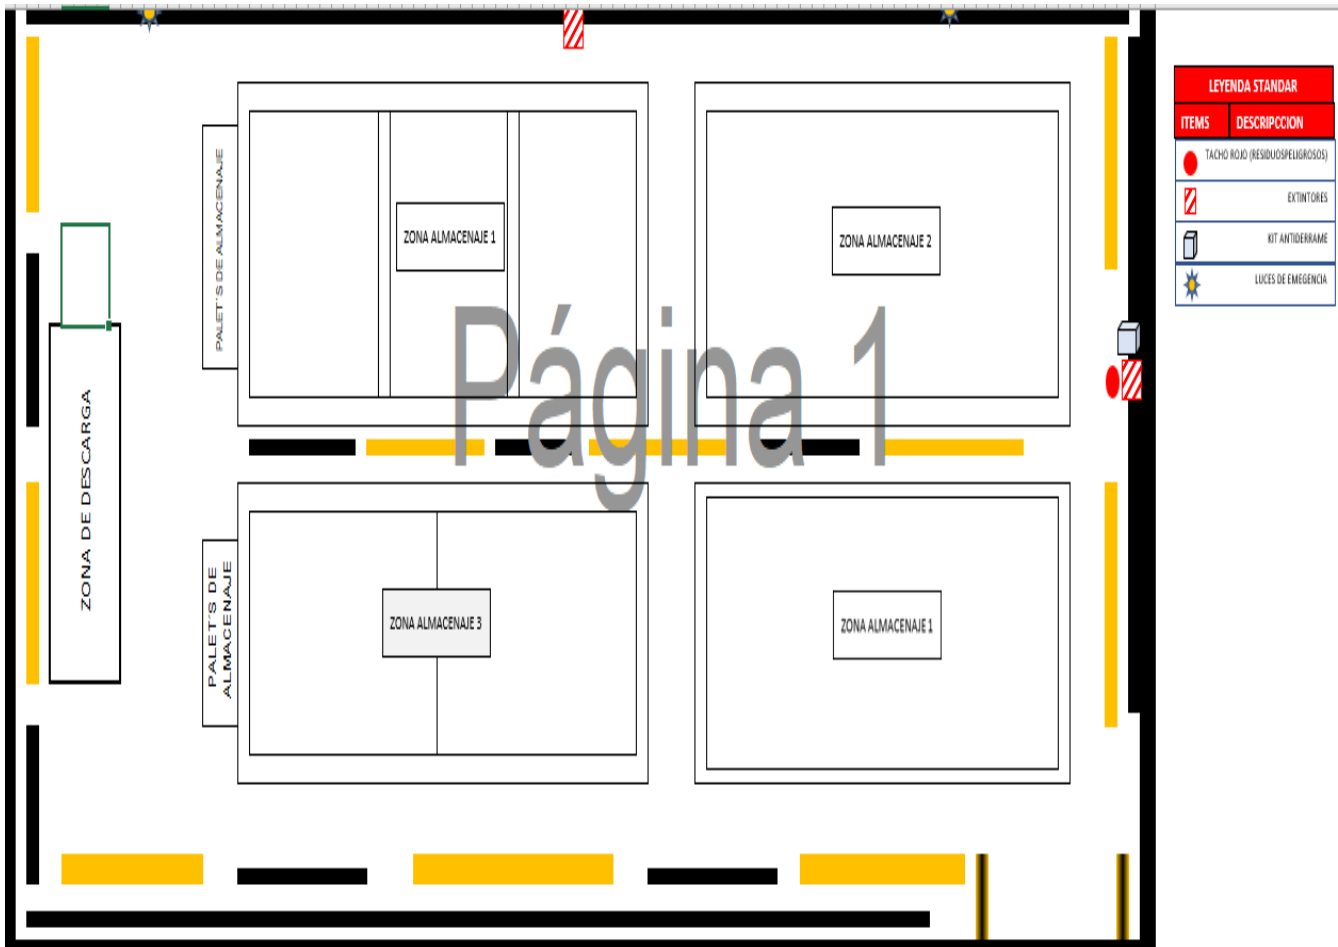 LEYENDA STANDAR
ITEMS DESCRIPCCION
TACHO ROJO (RESIDUOSPELIGROSOS)
EXTINTORES
KIT ANTIDERRAME
LUCES DE EMEGENCIA
PALET´S DE ALMACENAJE
ZONA ALMACENAJE 1
ZONA ALMACENAJE 2
Página 1
ZONA DE DESCARGA
PALET´S DE
ALMACENAJE
ZONA ALMACENAJE 3
ZONA ALMACENAJE 1